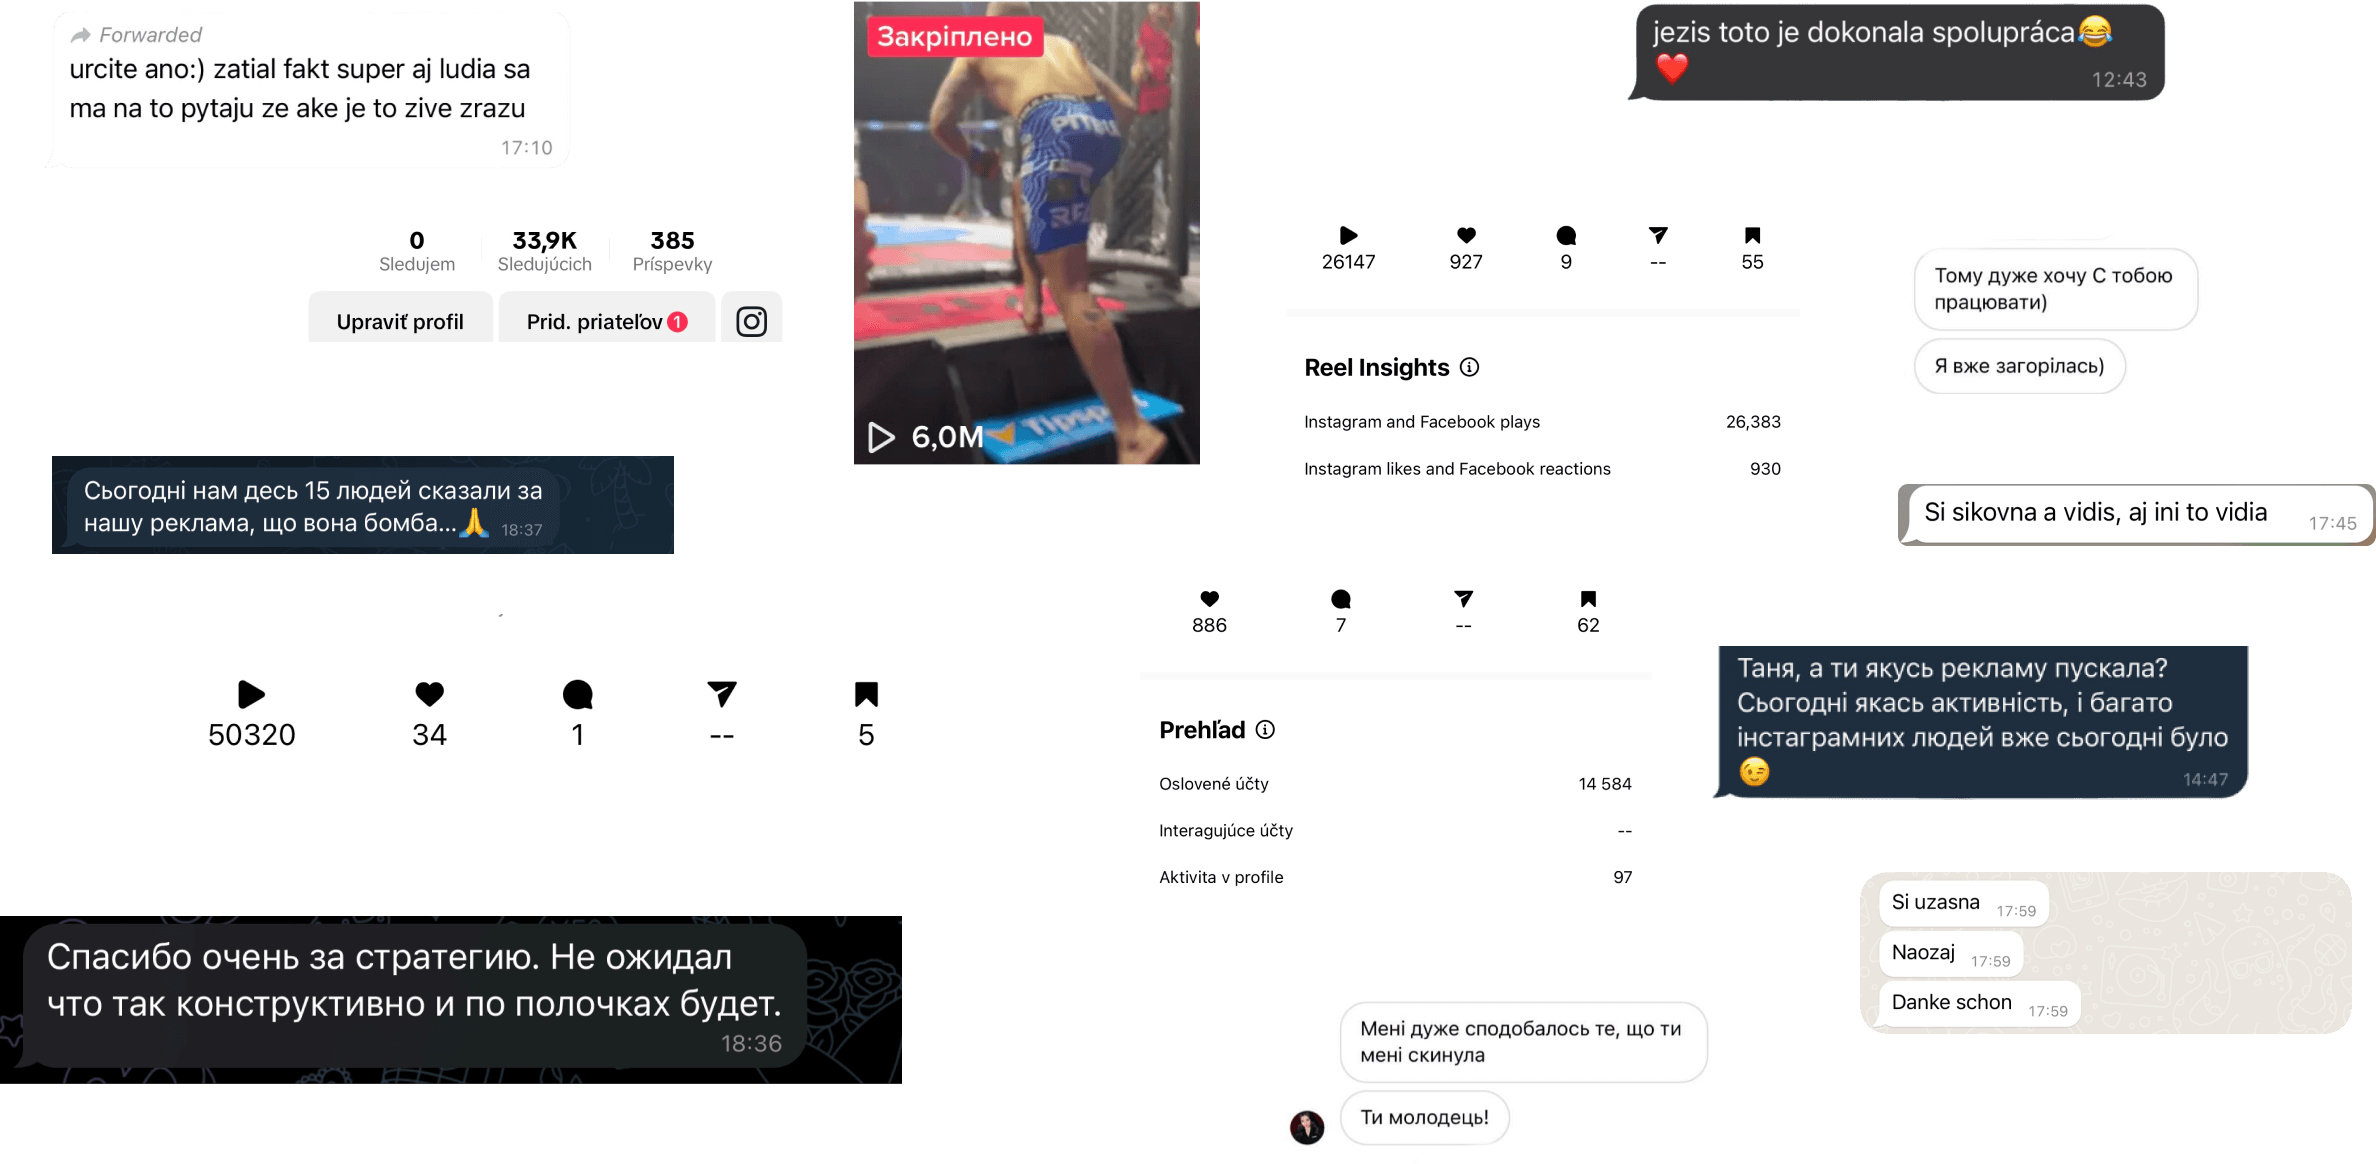 Forwarded
urcite ano:) zatial fakt super aj ludia sa
ma na to pytaju ze ake je to zive zrazu
17:10
0 33,9K 385
Sledujem Sledujúcich Príspevky
Upraviť profil Prid. priateľov 1
Сьогодні нам десь 15 людей сказали за
нашу реклама, що вона бомба...🙏 18:37
50320 34 1 -- 5
Спасибо очень за стратегию. Не ожидал
что так конструктивно и по полочках будет.
18:36
Закріплено
PITBULL
Tipsport
6,0M
jezis toto je dokonala spolupráca😂
❤️ 12:43
26147 927 9 -- 55
Reel Insights
Instagram and Facebook plays 26,383
Instagram likes and Facebook reactions 930
Тому дуже хочу С тобою
працювати)
Я вже загорілась)
Si sikovna a vidis, aj ini to vidia 17:45
886 7 -- 62
Prehľad
Oslovené účty 14 584
Interagujúce účty --
Aktivita v profile 97
Таня, а ти якусь рекламу пускала?
Сьогодні якась активність, і багато
інстаграмних людей вже сьогодні було
😉 14:47
Si uzasna 17:59
Naozaj 17:59
Danke schon 17:59
Мені дуже сподобалось те, що ти
мені скинула
Ти молодець!